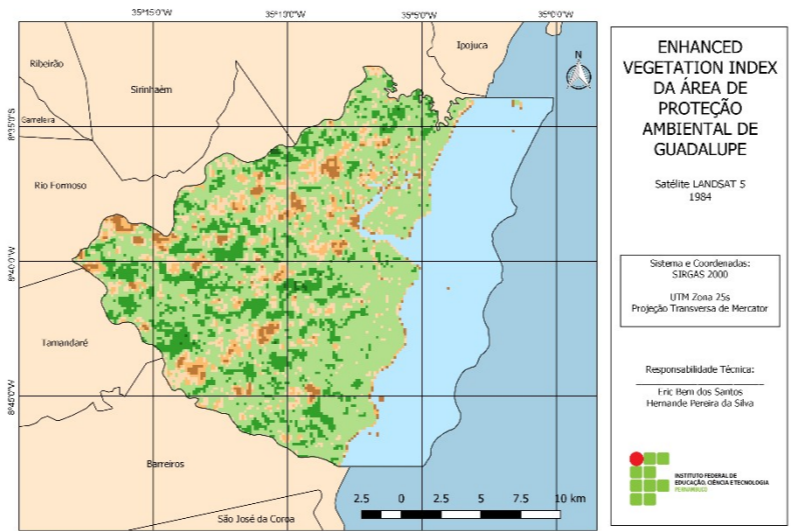 35°15'0"W 35°10'0"W 35°5'0"W 35°0'0"W
Ribeirão
Ipojuca
N
Sirinhaém
8°35'0"S
Rio Formoso
8°40'0"W
Tamandaré
8°45'0"W
Barreiros
São José da Coroa
2.5 0 2.5 5 7.5 10 km
ENHANCED
VEGETATION INDEX
DA ÁREA DE
PROTEÇÃO
AMBIENTAL DE
GUADALUPE
Satélite LANDSAT 5
1984
Sistema e Coordenadas:
SIRGAS 2000
UTM Zona 25s
Projeção Transversa de Mercator
Responsabilidade Técnica:
Eric Bem dos Santos
Hernande Pereira da Silva
INSTITUTO FEDERAL DE
EDUCAÇÃO, CIÊNCIA E TECNOLOGIA
PERNAMBUCO